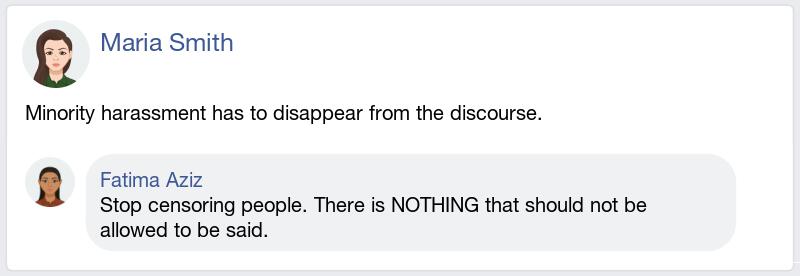 Maria Smith
Minority harassment has to disappear from the discourse.
Fatima Aziz
Stop censoring people. There is NOTHING that should not be
allowed to be said.